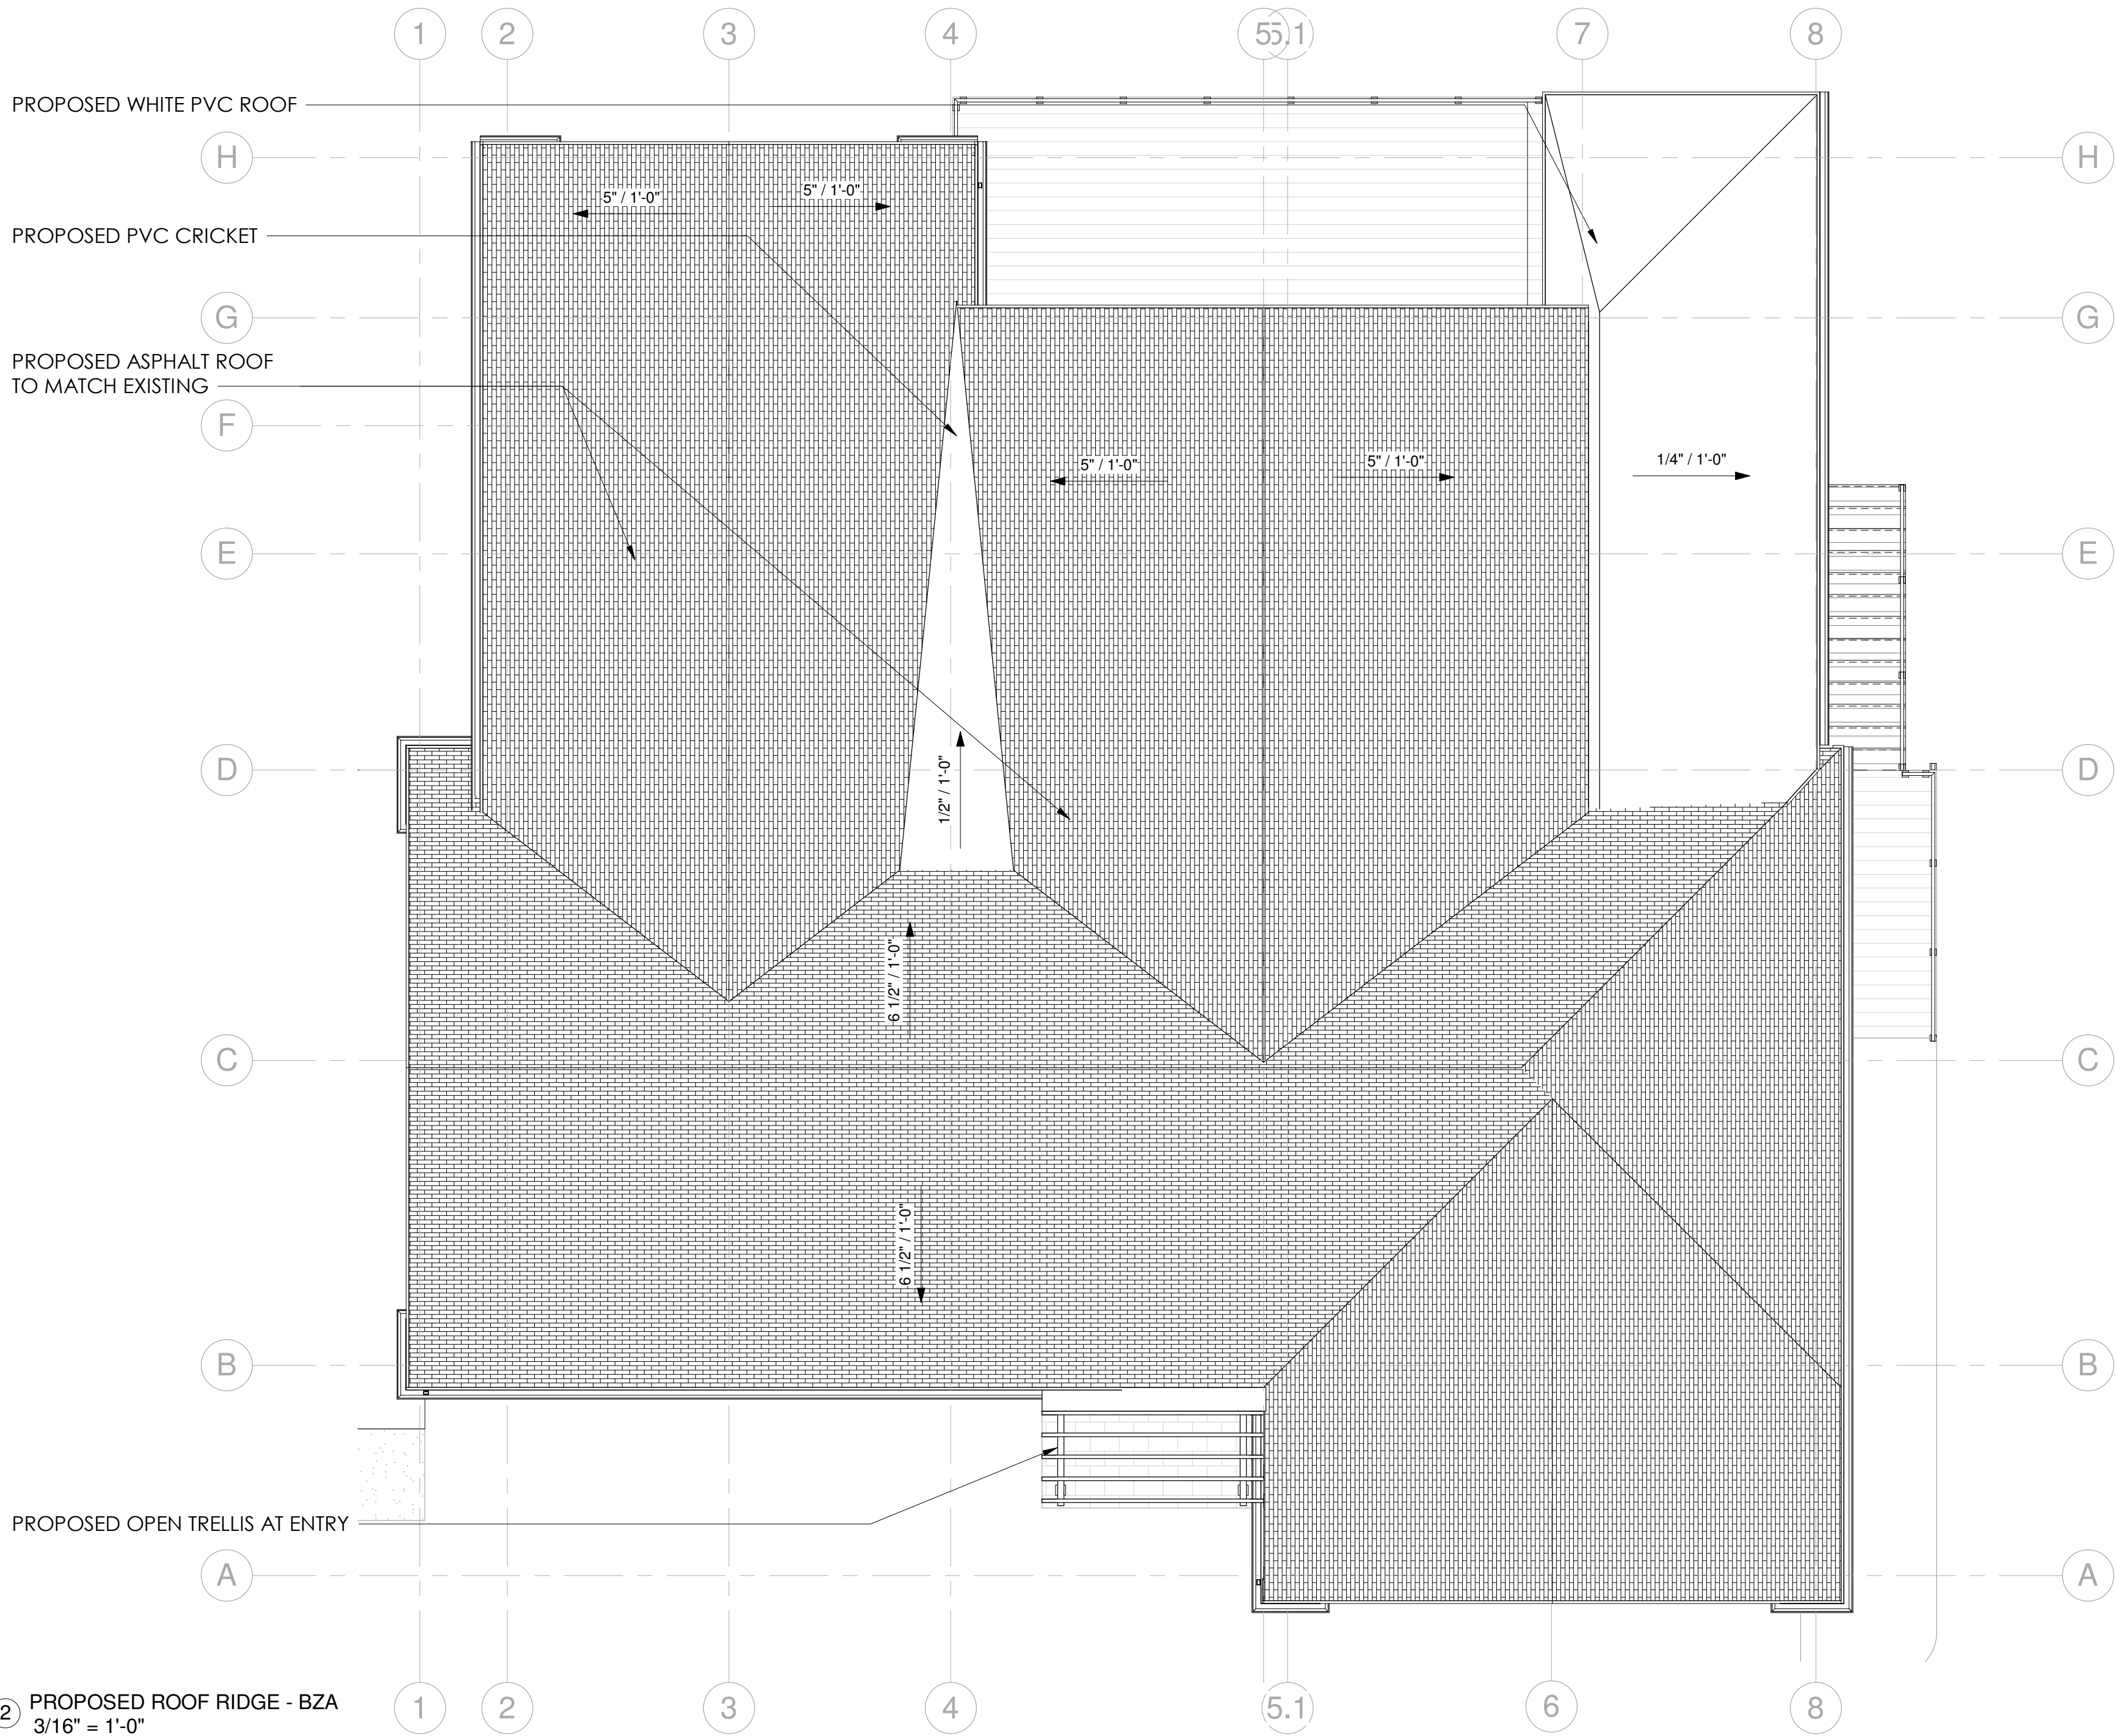 1 2 3 4 5 5.1 7 8
PROPOSED WHITE PVC ROOF
H H
5" / 1'-0" 5" / 1'-0"
PROPOSED PVC CRICKET
G G
PROPOSED ASPHALT ROOF
TO MATCH EXISTING
F
5" / 1'-0" 5" / 1'-0" 1/4" / 1'-0"
E E
D D
1/2" / 1'-0"
6 1/2" / 1'-0"
C C
6 1/2" / 1'-0"
B B
PROPOSED OPEN TRELLIS AT ENTRY
A A
2 PROPOSED ROOF RIDGE - BZA
3/16" = 1'-0"
1 2 3 4 5.1 6 8